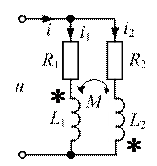 i
i₁
i₂
R₁
R₂
u
M
*
*
L₁
L₂